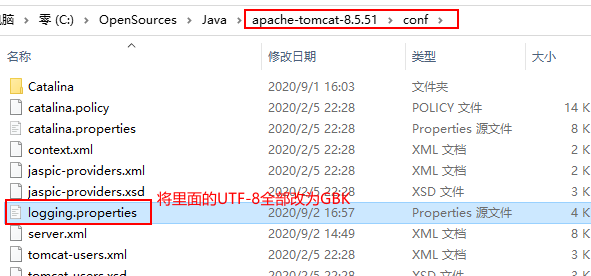 零 (C:) > OpenSources > Java > apache-tomcat-8.5.51 > conf >
名称 修改日期 类型 大小
Catalina 2020/9/1 16:03 文件夹
catalina.policy 2020/2/5 22:28 POLICY 文件 14 K
catalina.properties 2020/2/5 22:28 Properties 源文件 8 K
context.xml 2020/2/5 22:28 XML 文档 2 K
jaspic-providers.xml 2020/2/5 22:28 XML 文档 2 K
jaspic-providers.xsd 2020/2/5 22:28 XSD 文件 3 K
将里面的UTF-8全部改为GBK
logging.properties 2020/9/2 16:57 Properties 源文件 4 K
server.xml 2020/9/2 14:49 XML 文档 8 K
tomcat-users.xml 2020/2/5 22:28 XML 文档 3 K
tomcat-users.xsd 2020/2/5 22:28 XSD 文件 3 K